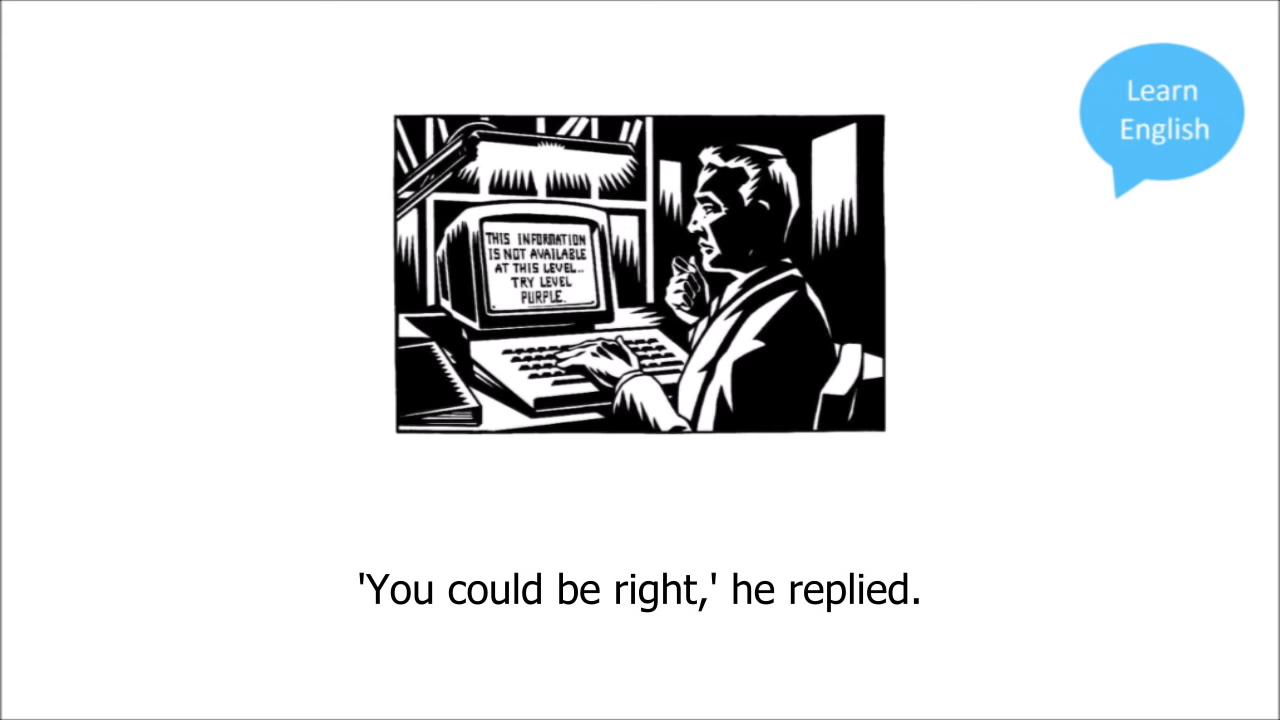 Learn
English
THIS INFORMATION
IS NOT AVAILABLE
AT THIS LEVEL..
TRY LEVEL
PURPLE.
'You could be right,' he replied.